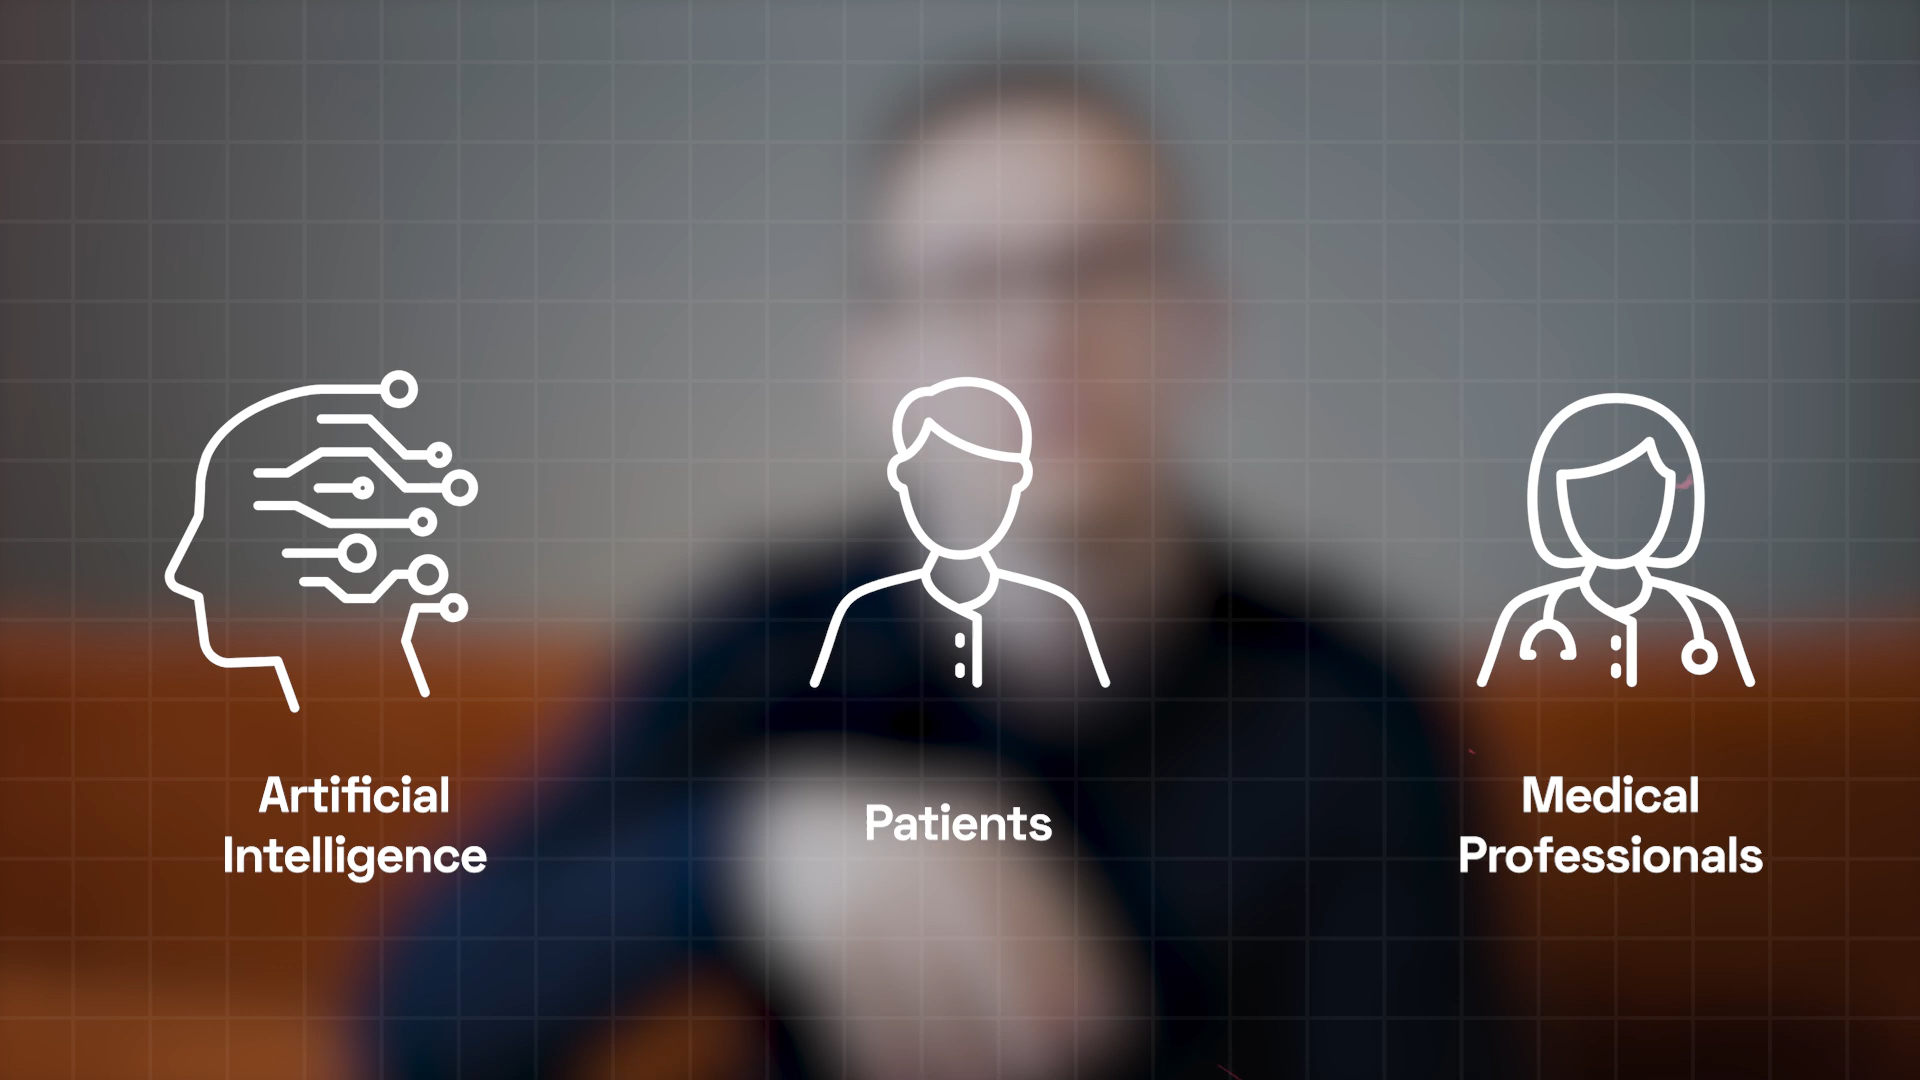 Artificial
Intelligence
Patients
Medical
Professionals